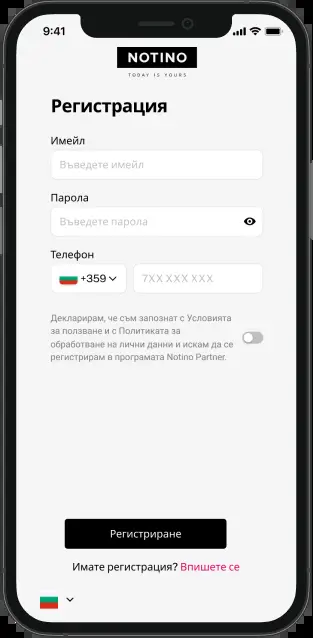 9:41
NOTINO
TODAY IS YOURS
Регистрация
Имейл
Въведете имейл
Парола
Въведете парола
Телефон
+359
7XX XXX XXX
Декларирам, че съм запознат с Условията
за ползване и с Политиката за
обработване на лични данни и искам да се
регистрирам в програмата Notino Partner.
Регистриране
Имате регистрация? Впишете се